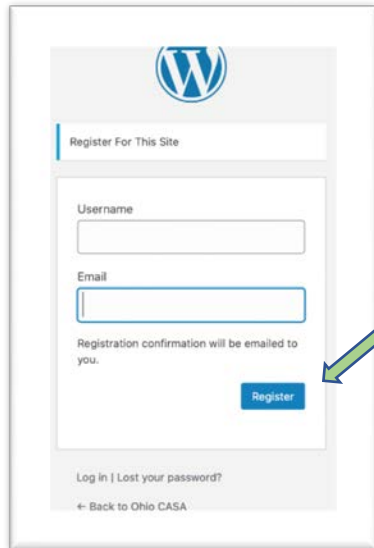 Register For This Site
Username
Email
Registration confirmation will be emailed to
you.
Register
Log in | Lost your password?
← Back to Ohio CASA